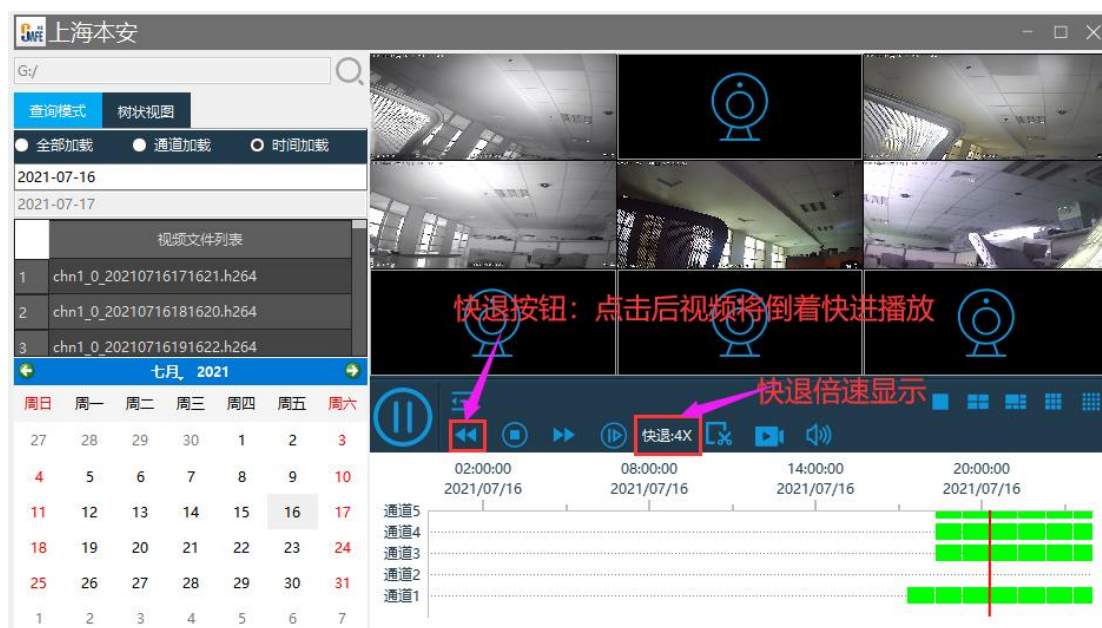 SAFE 上海本安
G:/
查询模式 树状视图
全部加载 通道加载 时间加载
2021-07-16
2021-07-17
视频文件列表
1 chn1_0_20210716171621.h264
2 chn1_0_20210716181620.h264
3 chn1_0_20210716191622.h264
七月, 2021
周日 周一 周二 周三 周四 周五 周六
27 28 29 30 1 2 3
4 5 6 7 8 9 10
11 12 13 14 15 16 17
18 19 20 21 22 23 24
25 26 27 28 29 30 31
1 2 3 4 5 6 7
快退按钮：点击后视频将倒着快进播放
快退倍速显示
快退:4X
02:00:00 08:00:00 14:00:00 20:00:00
2021/07/16 2021/07/16 2021/07/16 2021/07/16
通道5
通道4
通道3
通道2
通道1